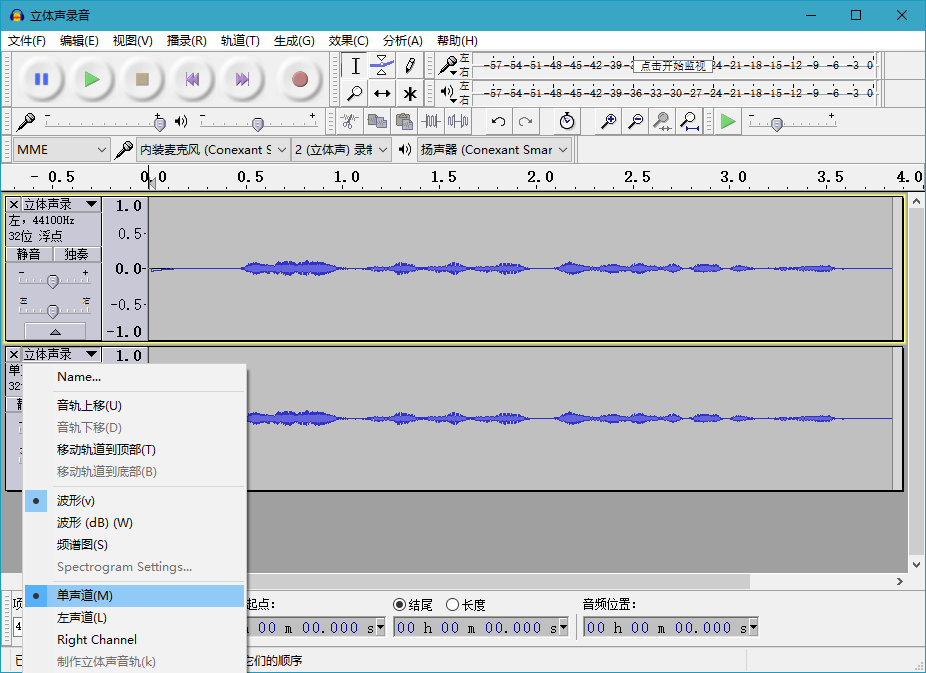 立体声录音
文件(F) 编辑(E) 视图(V) 播录(R) 轨道(T) 生成(G) 效果(C) 分析(A) 帮助(H)
左
右
-57-54-51-48-45-42-39- 点击开始监视 24-21-18-15-12 -9 -6 -3 0
左
右
-57-54-51-48-45-42-39-36-33-30-27-24-21-18-15-12 -9 -6 -3 0
MME 内装麦克风 (Conexant S 2 (立体声) 录制 扬声器 (Conexant Smar
-0.5 0.0 0.5 1.0 1.5 2.0 2.5 3.0 3.5 4.0
立体声录 1.0
左, 44100Hz
32位 浮点 0.5
静音 独奏
- + 0.0
左 右
-0.5
-1.0
立体声录 1.0
单
32
Name...
音轨上移(U)
音轨下移(D)
移动轨道到顶部(T)
移动轨道到底部(B)
波形(v)
波形 (dB) (W)
频谱图(S)
Spectrogram Settings...
单声道(M)
左声道(L)
Right Channel
制作立体声音轨(k)
项 起点: 结尾 长度 音频位置:
4 h 00 m 00.000 s 00 h 00 m 00.000 s 00 h 00 m 00.000 s
已 它们的顺序